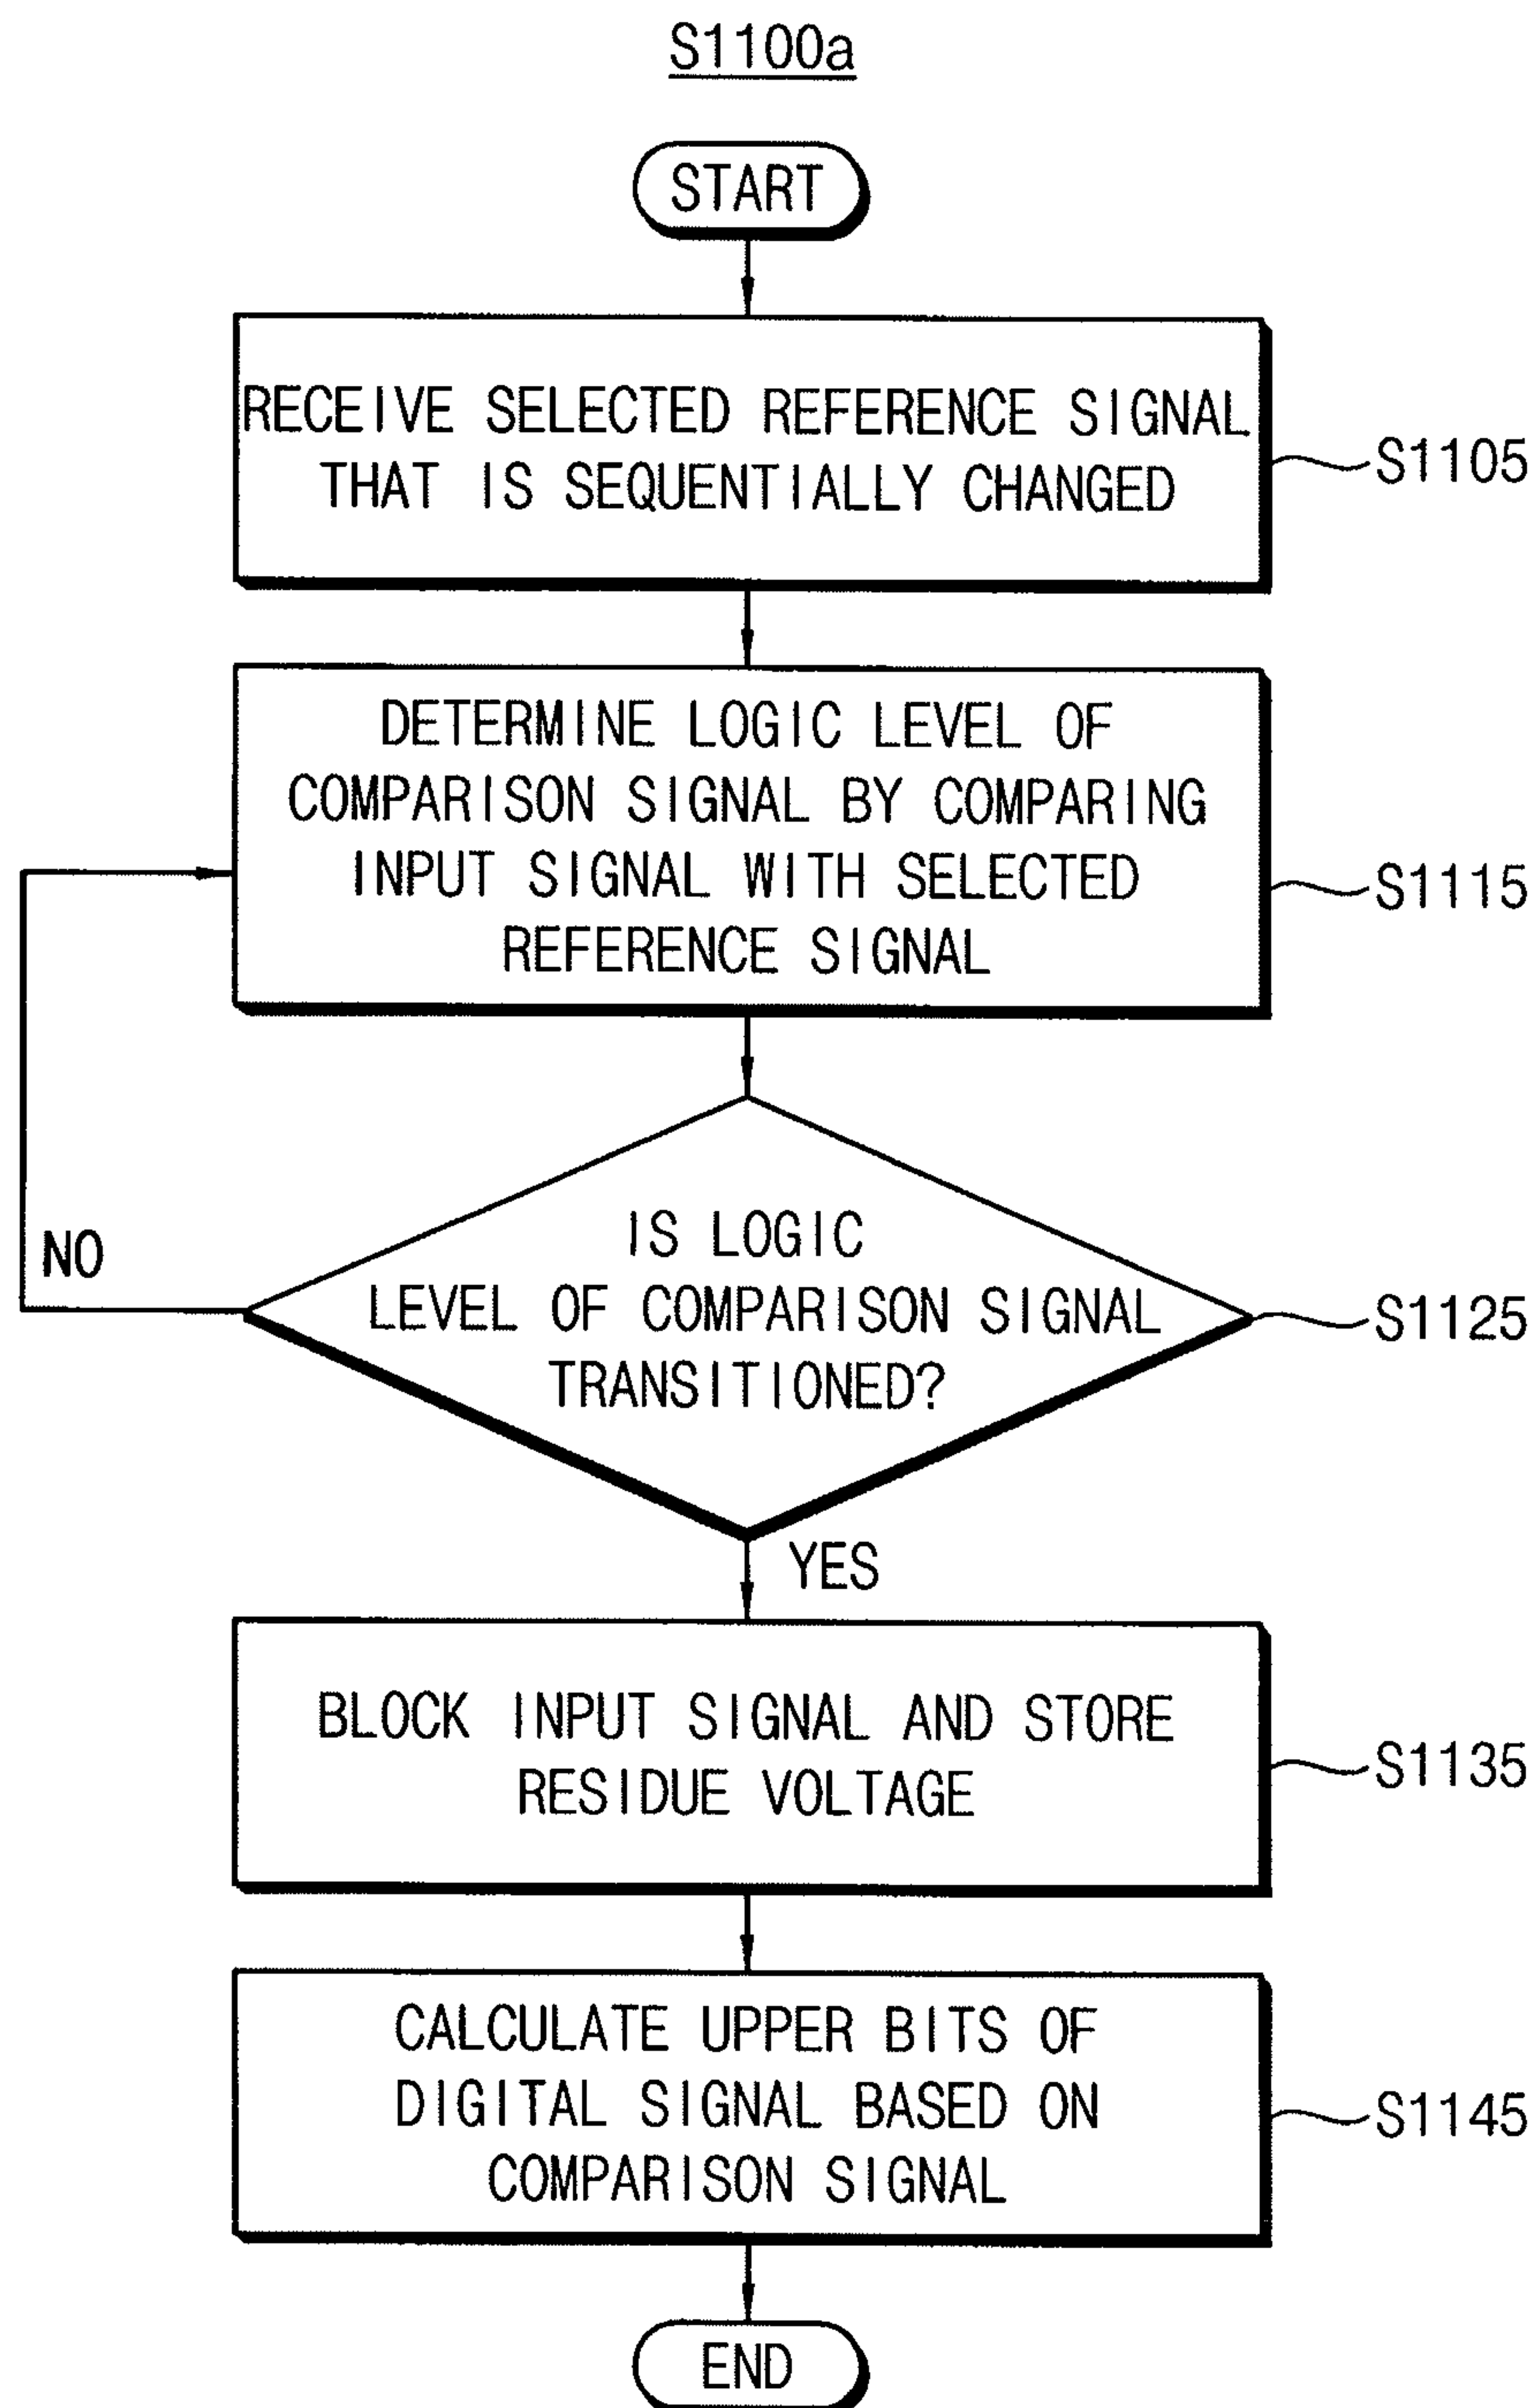 S1100a
START
RECEIVE SELECTED REFERENCE SIGNAL
THAT IS SEQUENTIALLY CHANGED
S1105
DETERMINE LOGIC LEVEL OF
COMPARISON SIGNAL BY COMPARING
INPUT SIGNAL WITH SELECTED
REFERENCE SIGNAL
S1115
IS LOGIC
LEVEL OF COMPARISON SIGNAL
TRANSITIONED?
S1125
NO
YES
BLOCK INPUT SIGNAL AND STORE
RESIDUE VOLTAGE
S1135
CALCULATE UPPER BITS OF
DIGITAL SIGNAL BASED ON
COMPARISON SIGNAL
S1145
END